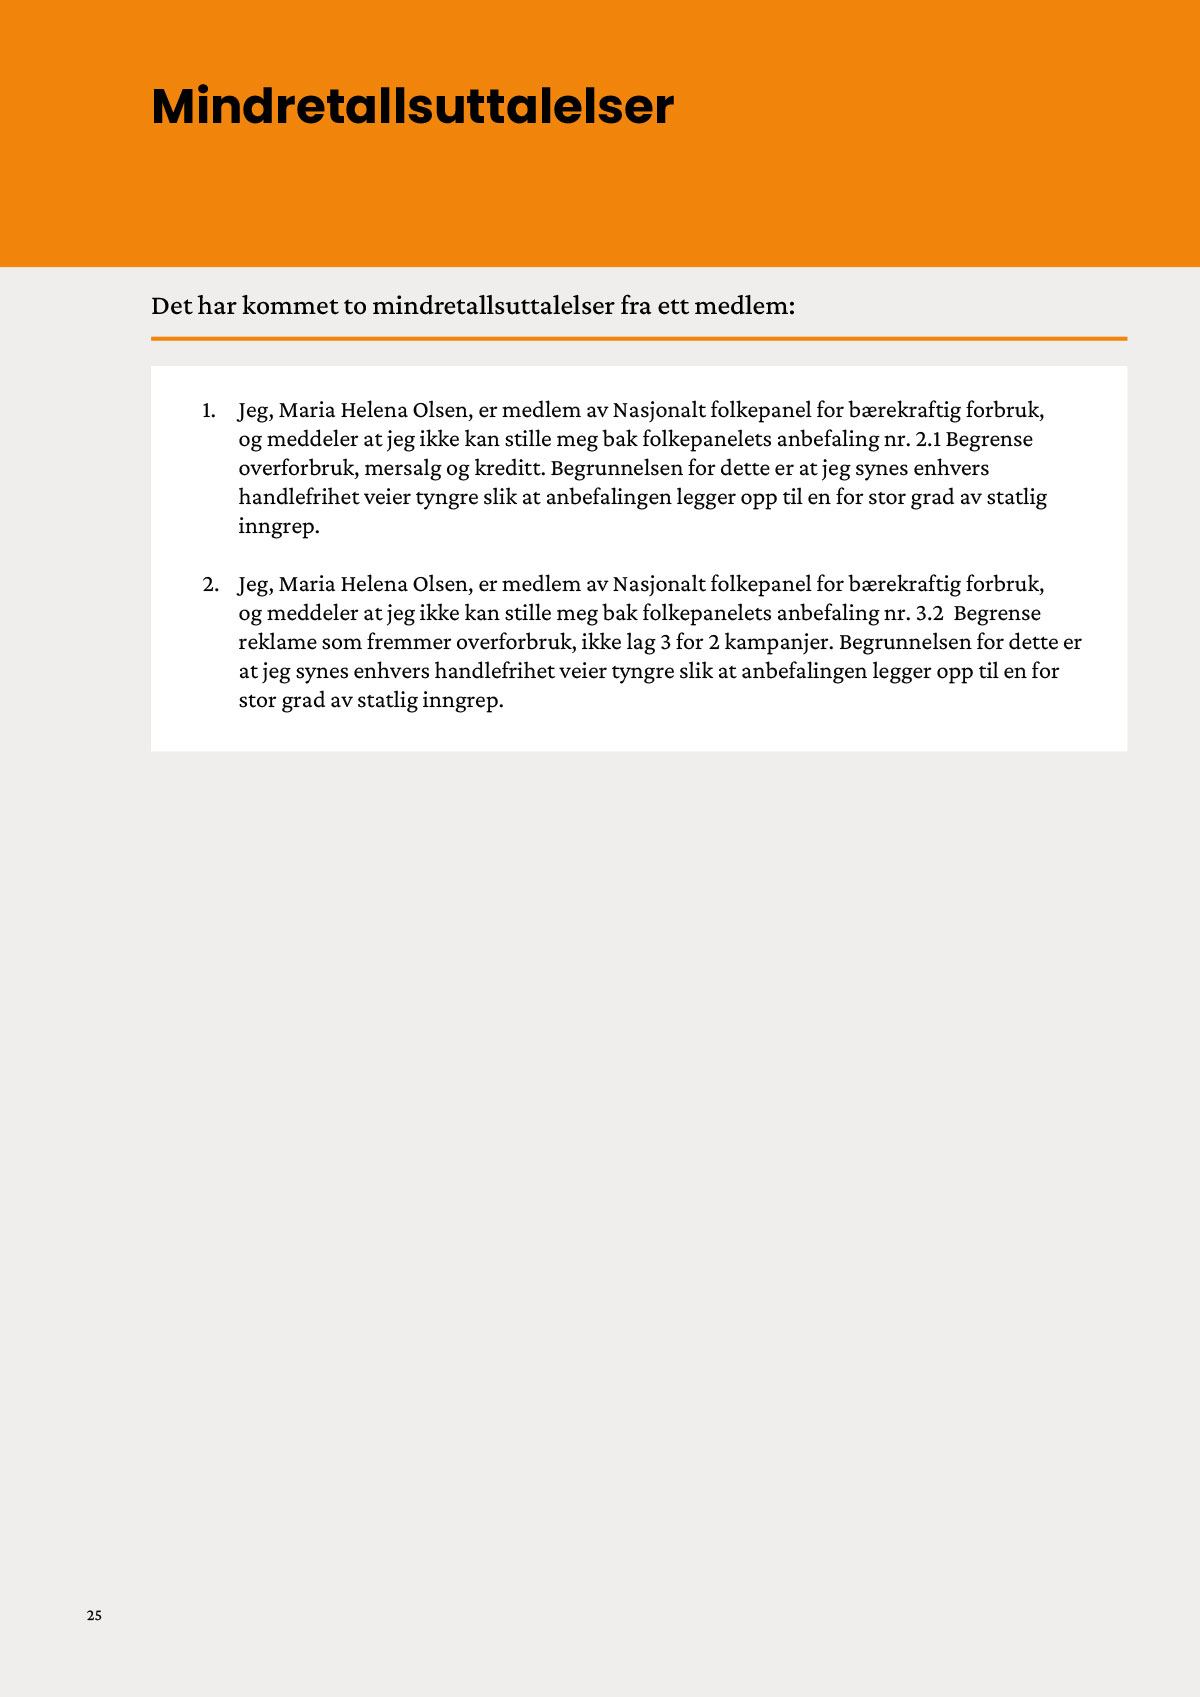 Mindretallsuttalelser
Det har kommet to mindretallsuttalelser fra ett medlem:
1. Jeg, Maria Helena Olsen, er medlem av Nasjonalt folkepanel for bærekraftig forbruk,
og meddeler at jeg ikke kan stille meg bak folkepanelets anbefaling nr. 2.1 Begrense
overforbruk, mersalg og kreditt. Begrunnelsen for dette er at jeg synes enhvers
handlefrihet veier tyngre slik at anbefalingen legger opp til en for stor grad av statlig
inngrep.
2. Jeg, Maria Helena Olsen, er medlem av Nasjonalt folkepanel for bærekraftig forbruk,
og meddeler at jeg ikke kan stille meg bak folkepanelets anbefaling nr. 3.2  Begrense
reklame som fremmer overforbruk, ikke lag 3 for 2 kampanjer. Begrunnelsen for dette er
at jeg synes enhvers handlefrihet veier tyngre slik at anbefalingen legger opp til en for
stor grad av statlig inngrep.
25